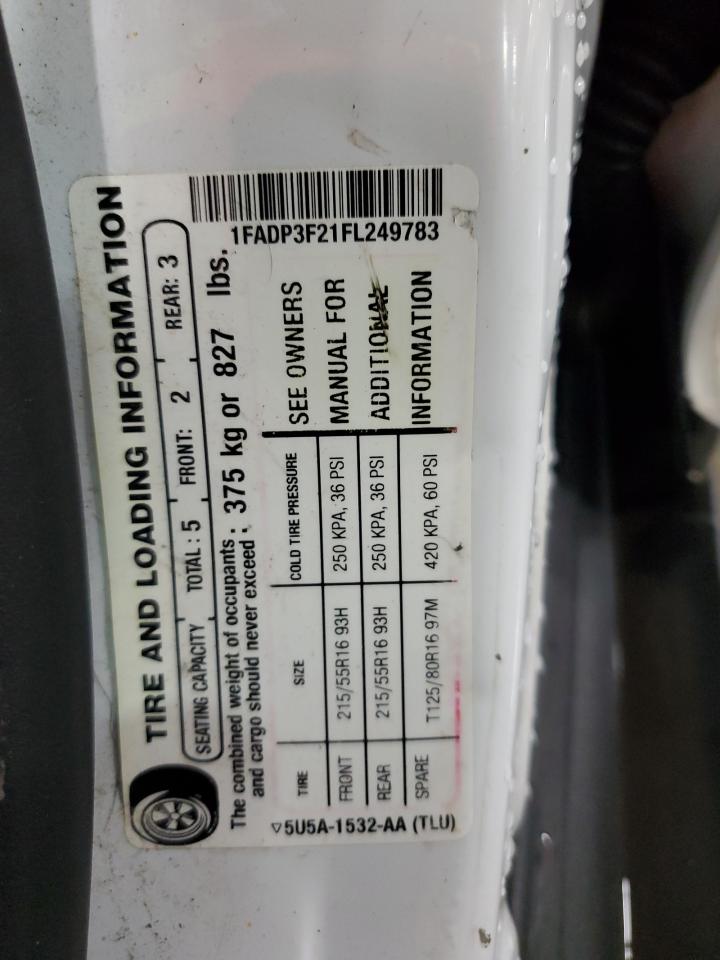 TIRE AND LOADING INFORMATION
SEATING CAPACITY TOTAL : 5 FRONT: 2 REAR: 3
The combined weight of occupants : 375 kg or 827 lbs.
and cargo should never exceed :
1FADP3F21FL249783
TIRE SIZE COLD TIRE PRESSURE SEE OWNERS
FRONT 215/55R16 93H 250 KPA, 36 PSI MANUAL FOR
REAR 215/55R16 93H 250 KPA, 36 PSI ADDITIONAL
SPARE T125/80R16 97M 420 KPA, 60 PSI INFORMATION
5U5A-1532-AA (TLU)